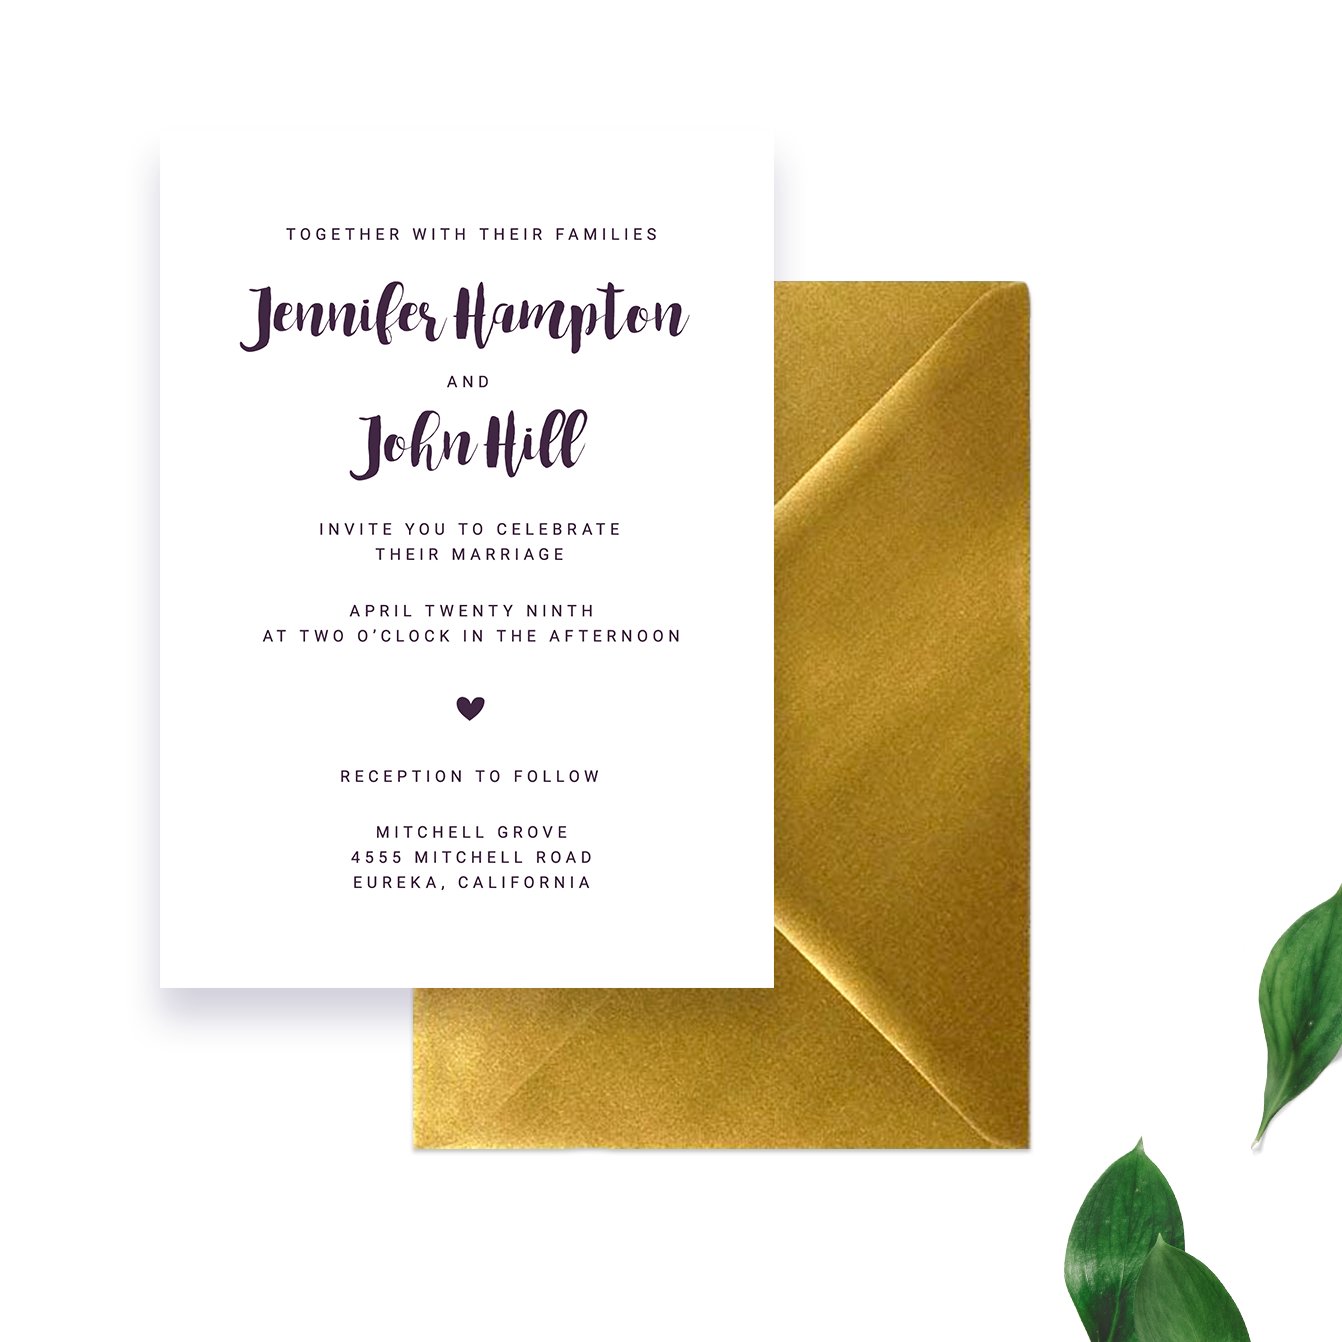 TOGETHER WITH THEIR FAMILIES
Jennifer Hampton
AND
John Hill
INVITE YOU TO CELEBRATE
THEIR MARRIAGE
APRIL TWENTY NINTH
AT TWO O’CLOCK IN THE AFTERNOON
RECEPTION TO FOLLOW
MITCHELL GROVE
4555 MITCHELL ROAD
EUREKA, CALIFORNIA